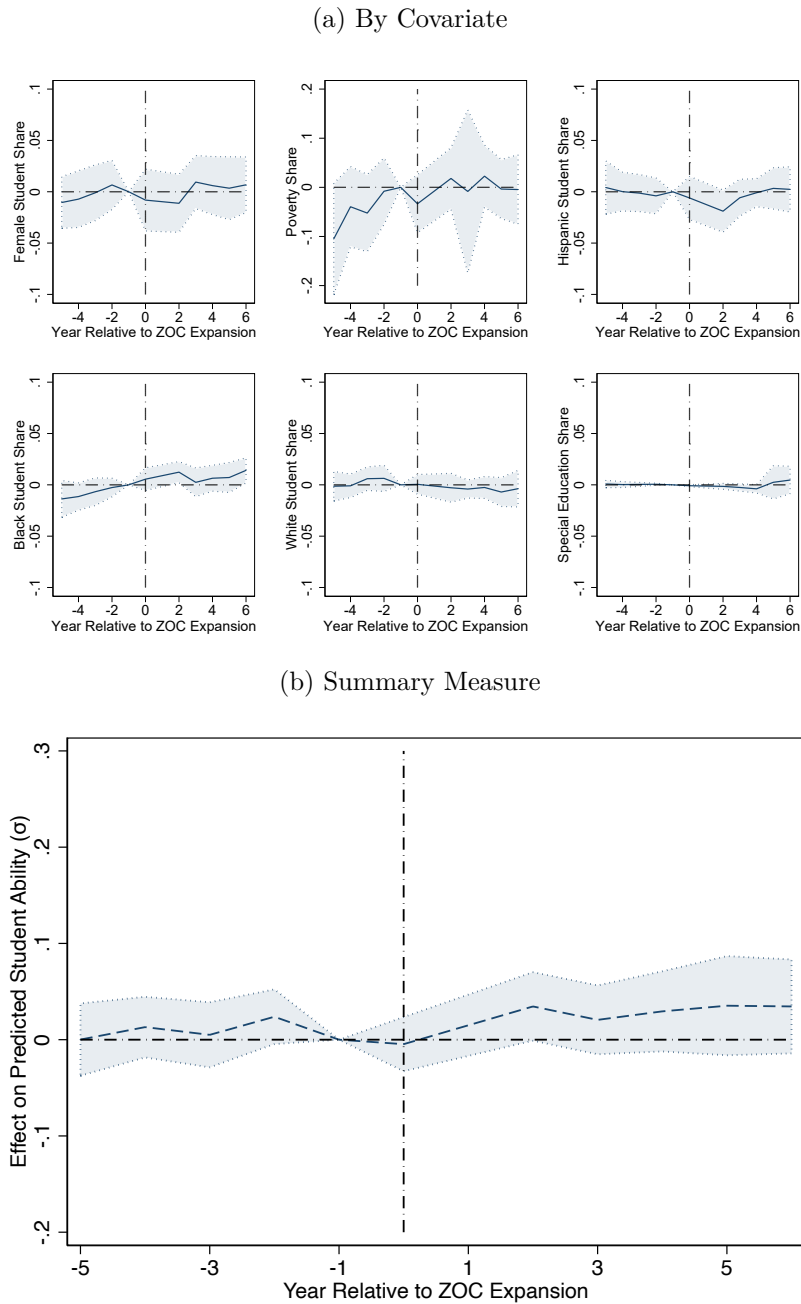 (a) By Covariate
Female Student Share
.1
.05
0
-.05
-.1
-4 -2 0 2 4 6
Year Relative to ZOC Expansion
Poverty Share
.2
.1
0
-.1
-.2
-4 -2 0 2 4 6
Year Relative to ZOC Expansion
Hispanic Student Share
.1
.05
0
-.05
-.1
-4 -2 0 2 4 6
Year Relative to ZOC Expansion
Black Student Share
.1
.05
0
-.05
-.1
-4 -2 0 2 4 6
Year Relative to ZOC Expansion
White Student Share
.1
.05
0
-.05
-.1
-4 -2 0 2 4 6
Year Relative to ZOC Expansion
Special Education Share
.1
.05
0
-.05
-.1
-4 -2 0 2 4 6
Year Relative to ZOC Expansion
(b) Summary Measure
Effect on Predicted Student Ability (σ)
.3
.2
.1
0
-.1
-.2
-5 -3 -1 1 3 5
Year Relative to ZOC Expansion